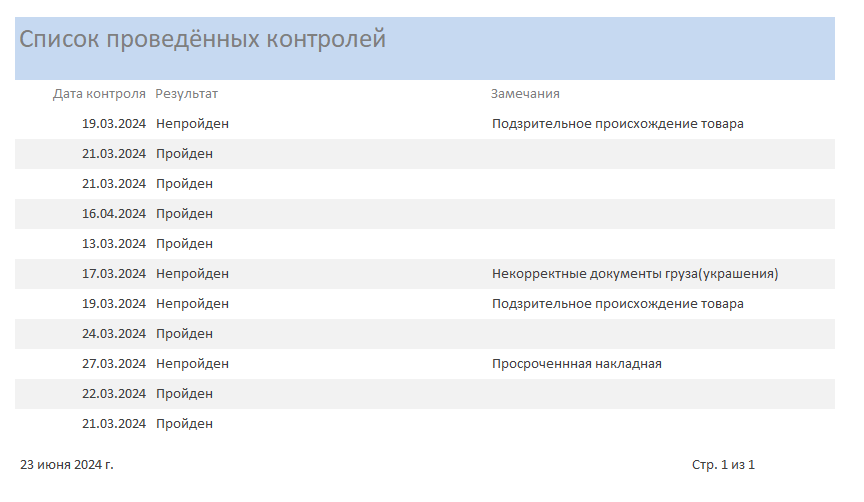 Список проведённых контролей
Дата контроля Результат Замечания
19.03.2024 Непройден Подзрительное происхождение товара
21.03.2024 Пройден
21.03.2024 Пройден
16.04.2024 Пройден
13.03.2024 Пройден
17.03.2024 Непройден Некорректные документы груза(украшения)
19.03.2024 Непройден Подзрительное происхождение товара
24.03.2024 Пройден
27.03.2024 Непройден Просроченнная накладная
22.03.2024 Пройден
21.03.2024 Пройден
23 июня 2024 г. Стр. 1 из 1